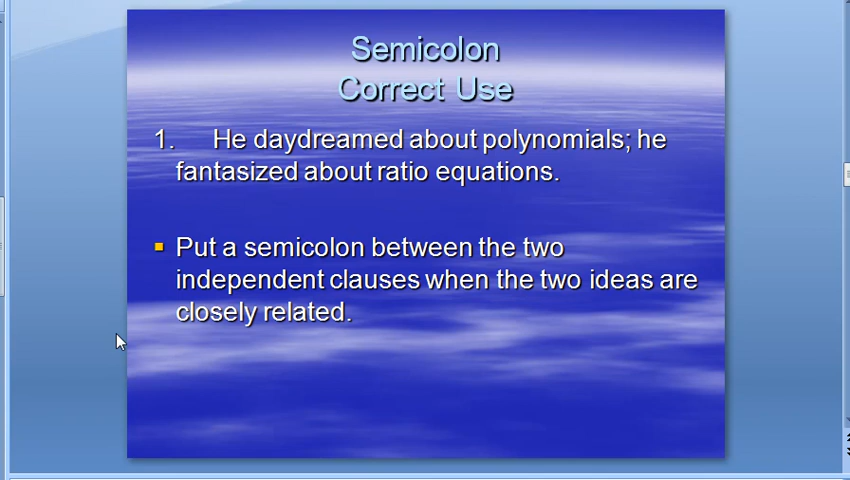 Semicolon
Correct Use
1. He daydreamed about polynomials; he
fantasized about ratio equations.
Put a semicolon between the two
independent clauses when the two ideas are
closely related.